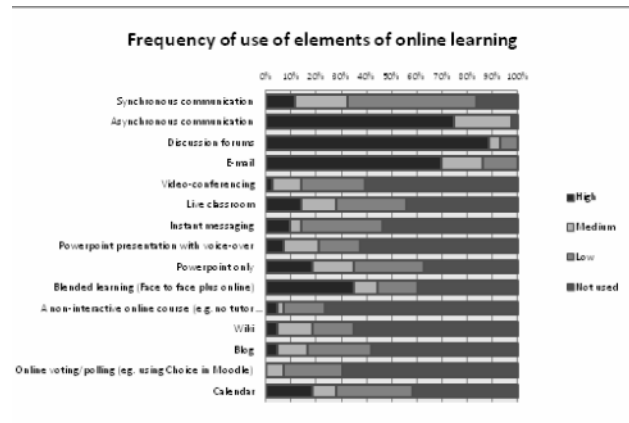 Frequency of use of elements of online learning
0% 10% 20% 30% 40% 50% 60% 70% 80% 90% 100%
Synchronous communication
Asynchronous communication
Discussion forums
E-mail
Video-conferencing
Live classroom
Instant messaging
Powerpoint presentation with voice-over
Powerpoint only
Blended learning (Face to face plus online)
A non-interactive online course (e.g. no tutor ...
Wiki
Blog
Online voting/polling (eg. using Choice in Moodle)
Calendar
High
Medium
Low
Not used